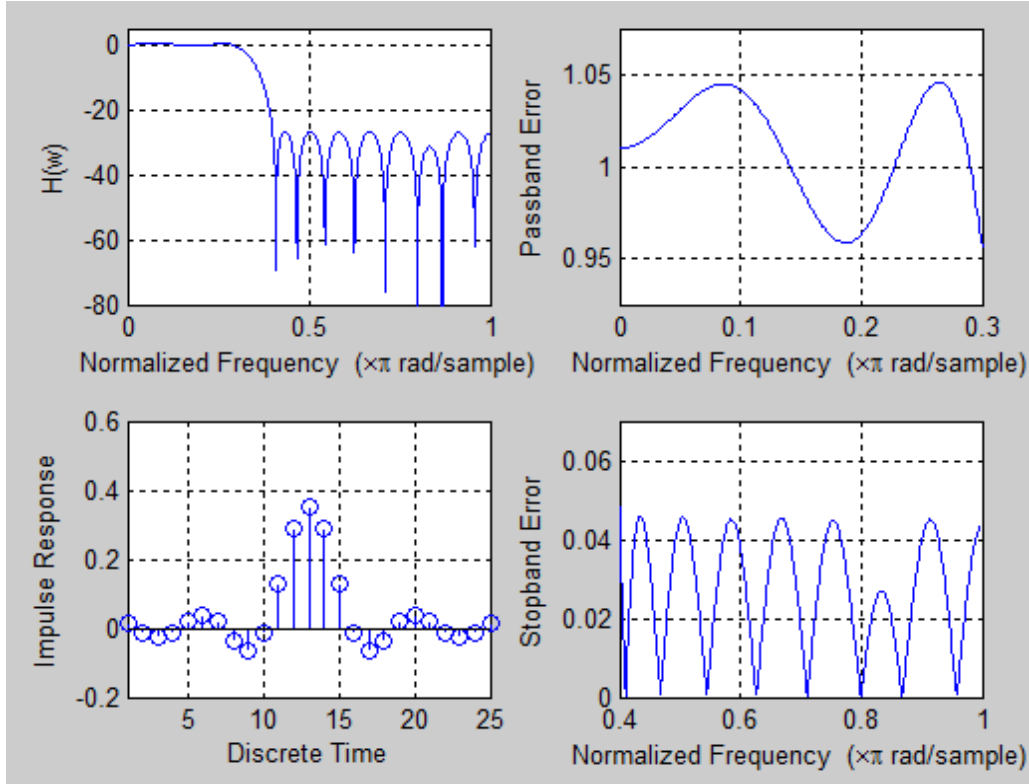 H(w)
0
-20
-40
-60
-80
0 0.5 1
Normalized Frequency (×π rad/sample)
Passband Error
1.05
1
0.95
0 0.1 0.2 0.3
Normalized Frequency (×π rad/sample)
Impulse Response
0.6
0.4
0.2
0
-0.2
5 10 15 20 25
Discrete Time
Stopband Error
0.06
0.04
0.02
0
0.4 0.6 0.8 1
Normalized Frequency (×π rad/sample)